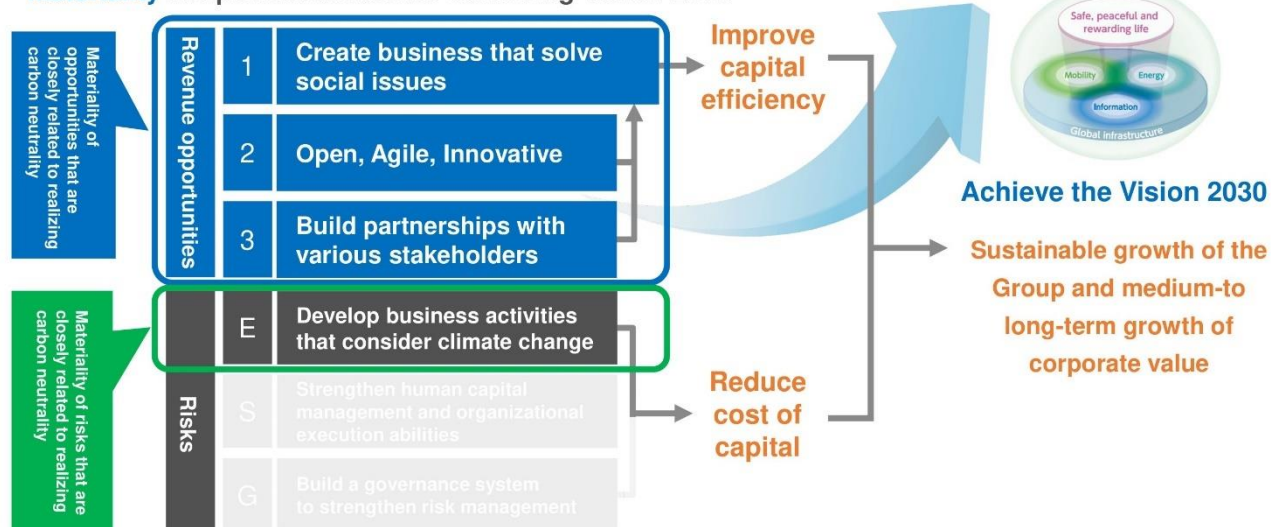 Materiality of
opportunities that are
closely related to realizing
carbon neutrality
Revenue opportunities
1
Create business that solve
social issues
2
Open, Agile, Innovative
3
Build partnerships with
various stakeholders
Materiality of risks that are
closely related to realizing
carbon neutrality
Risks
E
Develop business activities
that consider climate change
S
Strengthen human capital
management and organizational
execution abilities
G
Build a governance system
to strengthen risk management
Improve
capital
efficiency
Reduce
cost of
capital
Safe, peaceful and
rewarding life
Mobility
Energy
Information
Global infrastructure
Achieve the Vision 2030
Sustainable growth of the
Group and medium-to
long-term growth of
corporate value